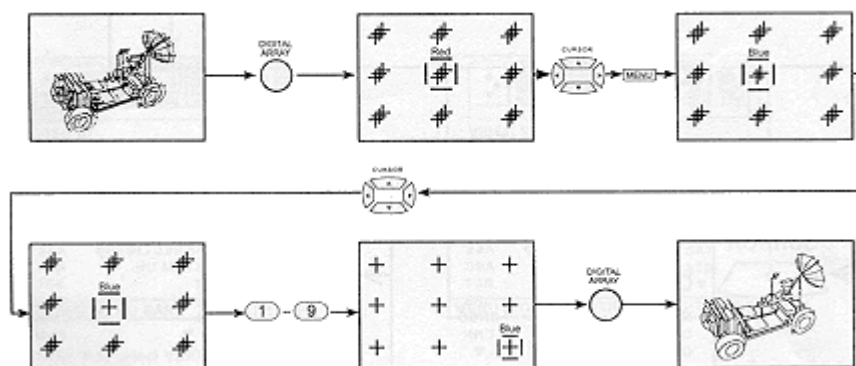 DIGITAL
ARRAY
Red
CURSOR
MENU
Blue
CURSOR
Blue
1 - 9
Blue
DIGITAL
ARRAY